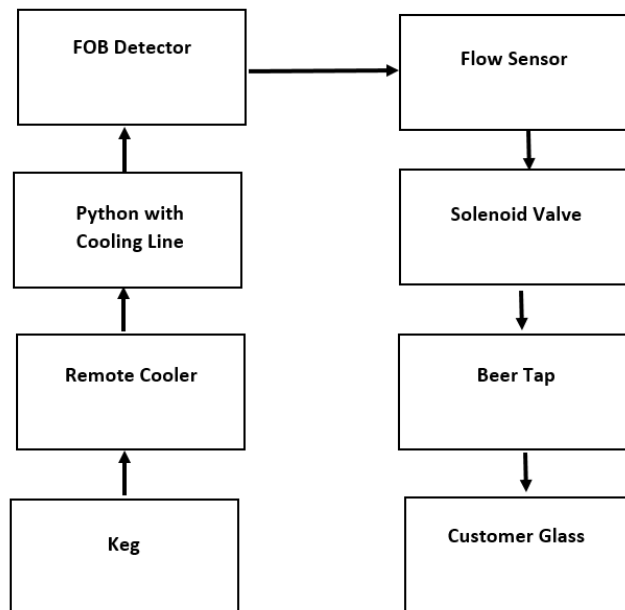 FOB Detector
Flow Sensor
Python with
Cooling Line
Solenoid Valve
Remote Cooler
Beer Tap
Keg
Customer Glass